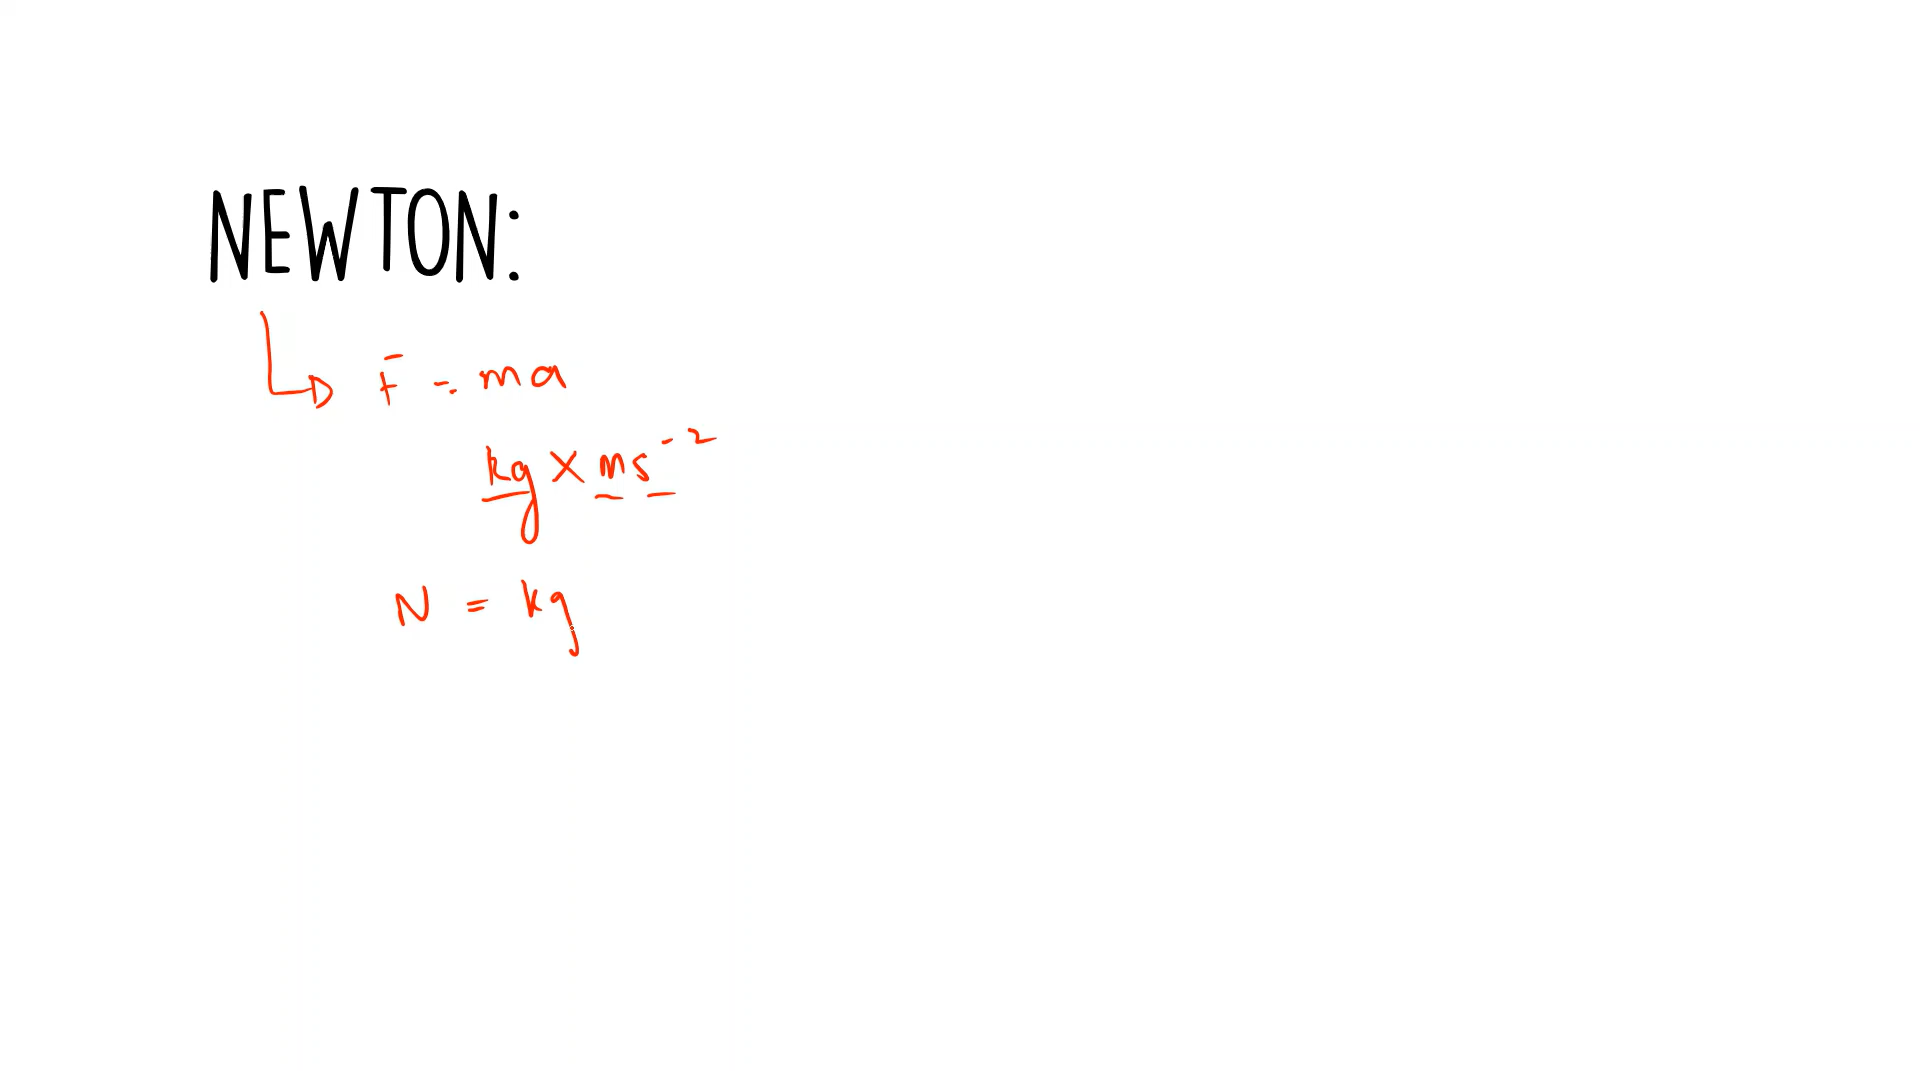 NEWTON:
F = ma
kg × ms⁻²
N = kg